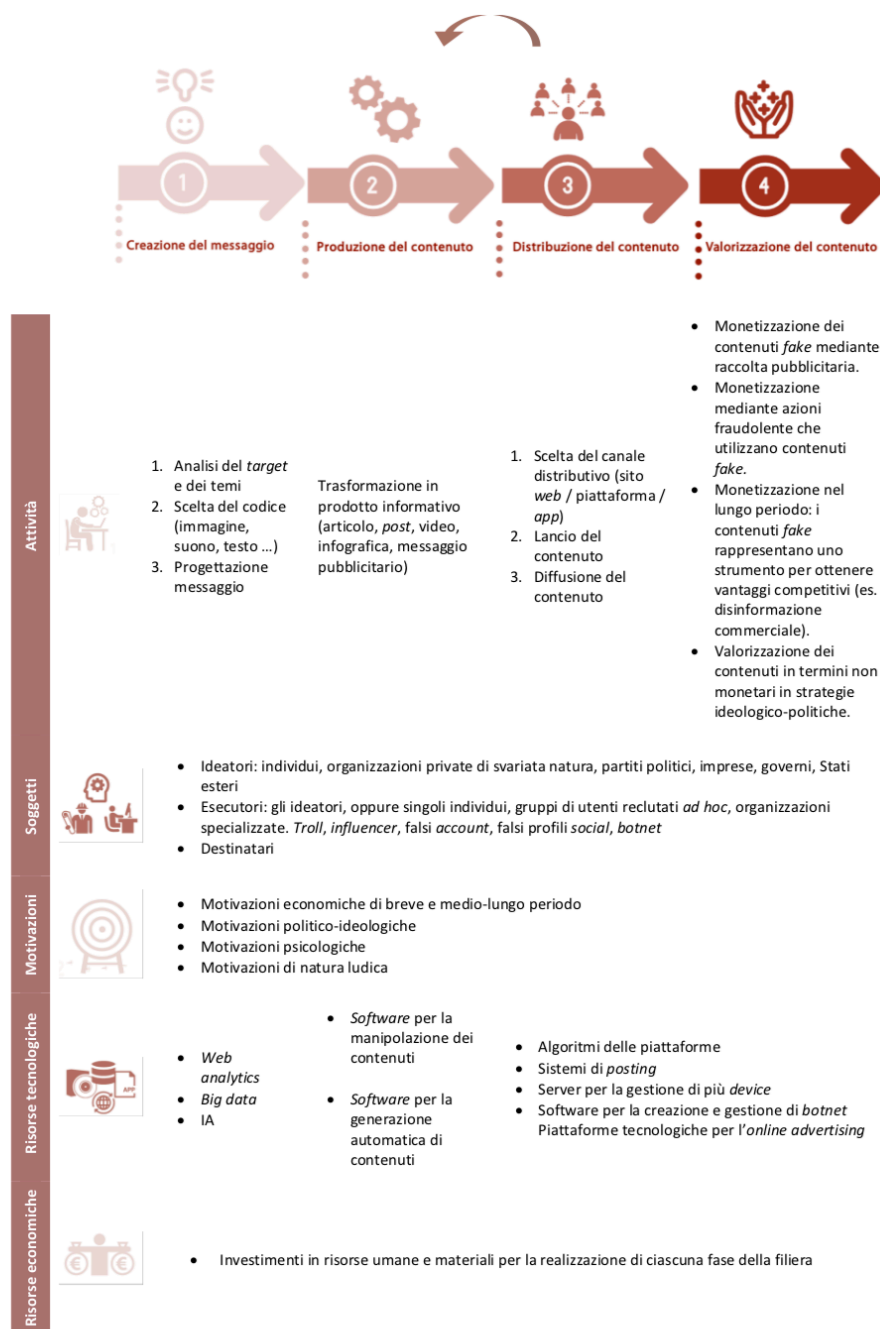 1
2
3
4
Creazione del messaggio
Produzione del contenuto
Distribuzione del contenuto
Valorizzazione del contenuto
Attività
1. Analisi del target
e dei temi
2. Scelta del codice
(immagine,
suono, testo ...)
3. Progettazione
messaggio
Trasformazione in
prodotto informativo
(articolo, post, video,
infografica, messaggio
pubblicitario)
1. Scelta del canale
distributivo (sito
web / piattaforma /
app)
2. Lancio del
contenuto
3. Diffusione del
contenuto
• Monetizzazione dei
contenuti fake mediante
raccolta pubblicitaria.
• Monetizzazione
mediante azioni
fraudolente che
utilizzano contenuti
fake.
• Monetizzazione nel
lungo periodo: i
contenuti fake
rappresentano uno
strumento per ottenere
vantaggi competitivi (es.
disinformazione
commerciale).
• Valorizzazione dei
contenuti in termini non
monetari in strategie
ideologico-politiche.
Soggetti
• Ideatori: individui, organizzazioni private di svariata natura, partiti politici, imprese, governi, Stati
esteri
• Esecutori: gli ideatori, oppure singoli individui, gruppi di utenti reclutati ad hoc, organizzazioni
specializzate. Troll, influencer, falsi account, falsi profili social, botnet
• Destinatari
Motivazioni
• Motivazioni economiche di breve e medio-lungo periodo
• Motivazioni politico-ideologiche
• Motivazioni psicologiche
• Motivazioni di natura ludica
Risorse tecnologiche
APP
• Web
analytics
• Big data
• IA
• Software per la
manipolazione dei
contenuti
• Software per la
generazione
automatica di
contenuti
• Algoritmi delle piattaforme
• Sistemi di posting
• Server per la gestione di più device
• Software per la creazione e gestione di botnet
Piattaforme tecnologiche per l'online advertising
Risorse economiche
€ €
• Investimenti in risorse umane e materiali per la realizzazione di ciascuna fase della filiera